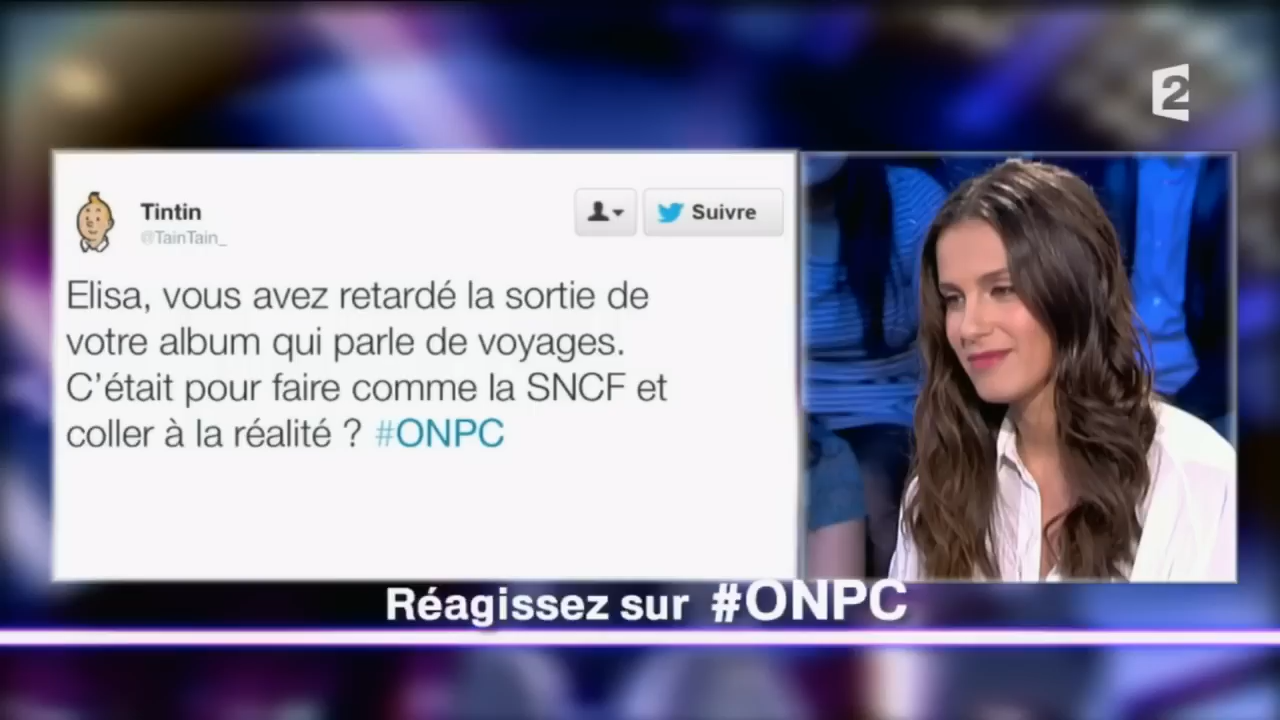 2
Tintin
@TainTain_
Suivre
Elisa, vous avez retardé la sortie de
votre album qui parle de voyages.
C'était pour faire comme la SNCF et
coller à la réalité ? #ONPC
Réagissez sur #ONPC